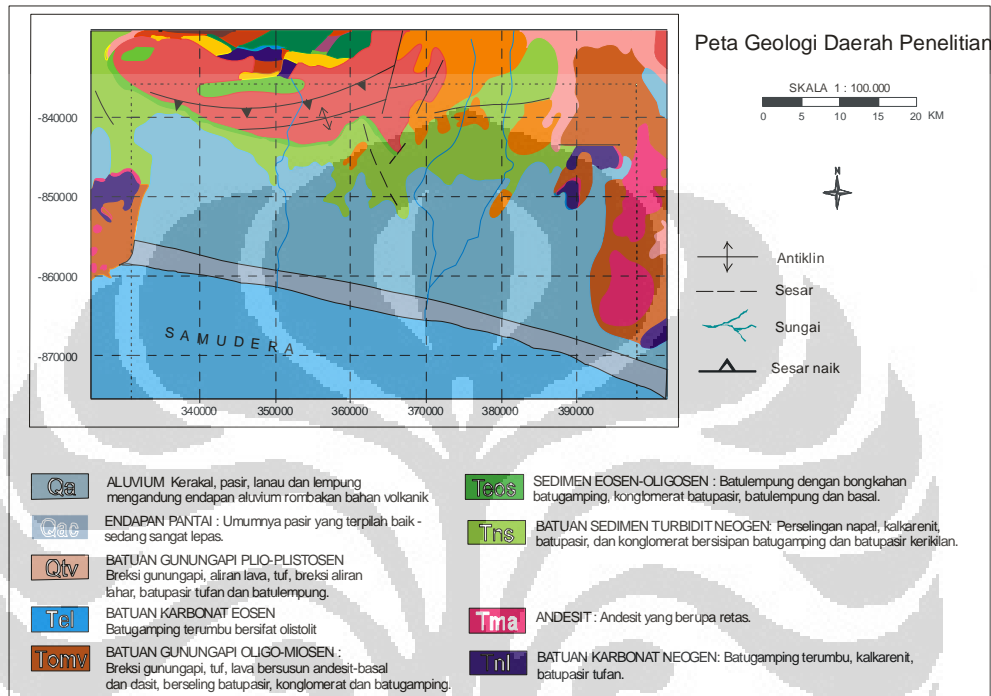 Peta Geologi Daerah Penelitian
SKALA 1 : 100.000
0 5 10 15 20 KM
N
Antiklin
Sesar
Sungai
Sesar naik
-840000
-850000
-860000
-870000
SAMUDERA
340000 350000 360000 370000 380000 390000
Qa
ALUVIUM Kerakal, pasir, lanau dan lempung
mengandung endapan aluvium rombakan bahan volkanik
Qac
ENDAPAN PANTAI : Umumnya pasir yang terpilah baik -
sedang sangat lepas.
Qtv
BATUAN GUNUNGAPI PLIO-PLISTOSEN
Breksi gunungapi, aliran lava, tuf, breksi aliran
lahar, batupasir tufan dan batulempung.
Tel
BATUAN KARBONAT EOSEN
Batugamping terumbu bersifat olistolit
Tomv
BATUAN GUNUNGAPI OLIGO-MIOSEN :
Breksi gunungapi, tuf, lava bersusun andesit-basal
dan dasit, berseling batupasir, konglomerat dan batugamping.
Teos
SEDIMEN EOSEN-OLIGOSEN : Batulempung dengan bongkahan
batugamping, konglomerat batupasir, batulempung dan basal.
Tns
BATUAN SEDIMEN TURBIDIT NEOGEN: Perselingan napal, kalkarenit,
batupasir, dan konglomerat bersisipan batugamping dan batupasir kerikilan.
Tma
ANDESIT : Andesit yang berupa retas.
Tnl
BATUAN KARBONAT NEOGEN: Batugamping terumbu, kalkarenit,
batupasir tufan.